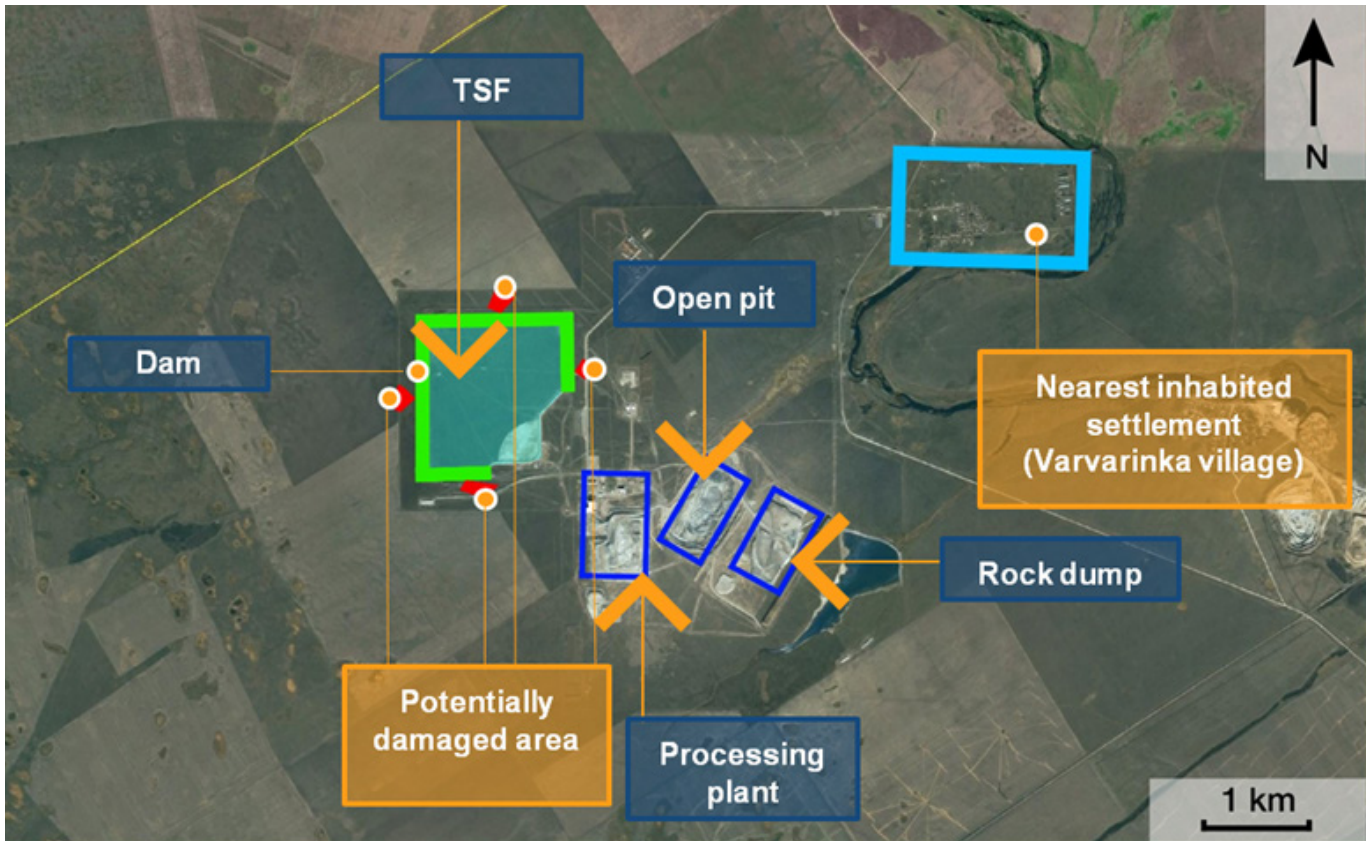 TSF
N
Open pit
Dam
Nearest inhabited
settlement
(Varvarinka village)
Rock dump
Potentially
damaged area
Processing
plant
1 km